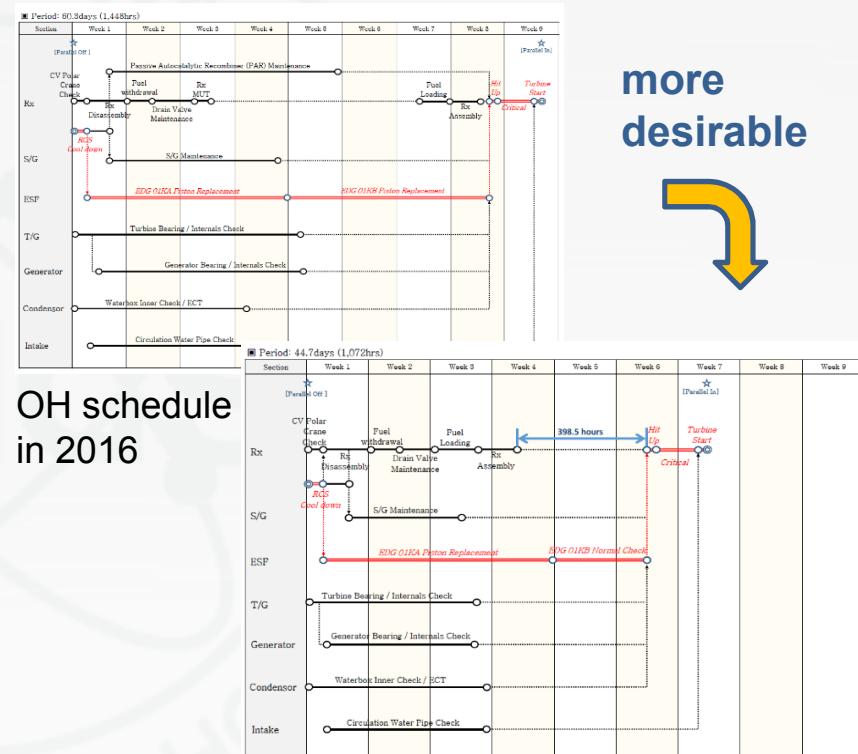 ▣ Period: 60.3days (1,448hrs)
Section Week 1 Week 2 Week 3 Week 4 Week 5 Week 6 Week 7 Week 8 Week 9
[Parallel Off ]
[Parallel In]
Rx
CV Polar
Crane
Check
Passive Autocatalytic Recombiner (PAR) Maintenance
Rx
Disassembly
Fuel
withdrawal
Drain Valve
Maintenance
Rx
MUT
Fuel
Loading
Rx
Assembly
Hit
Up
Critical
Turbine
Start
RCS
Cool down
S/G
S/G Maintenance
ESF
EDG 01KA Piston Replacement
EDG 01KB Piston Replacement
T/G
Turbine Bearing / Internals Check
Generator
Generator Bearing / Internals Check
Condensor
Waterbox Inner Check / ECT
Intake
Circulation Water Pipe Check
more
desirable
OH schedule
in 2016
▣ Period: 44.7days (1,072hrs)
Section Week 1 Week 2 Week 3 Week 4 Week 5 Week 6 Week 7 Week 8 Week 9
[Parallel Off ]
[Parallel In]
Rx
CV Polar
Crane
Check
Rx
Disassembly
Fuel
withdrawal
Drain Valve
Maintenance
Fuel
Loading
Rx
Assembly
398.5 hours
Hit
Up
Critical
Turbine
Start
RCS
Cool down
S/G
S/G Maintenance
ESF
EDG 01KA Piston Replacement
EDG 01KB Normal Check
T/G
Turbine Bearing / Internals Check
Generator
Generator Bearing / Internals Check
Condensor
Waterbox Inner Check / ECT
Intake
Circulation Water Pipe Check